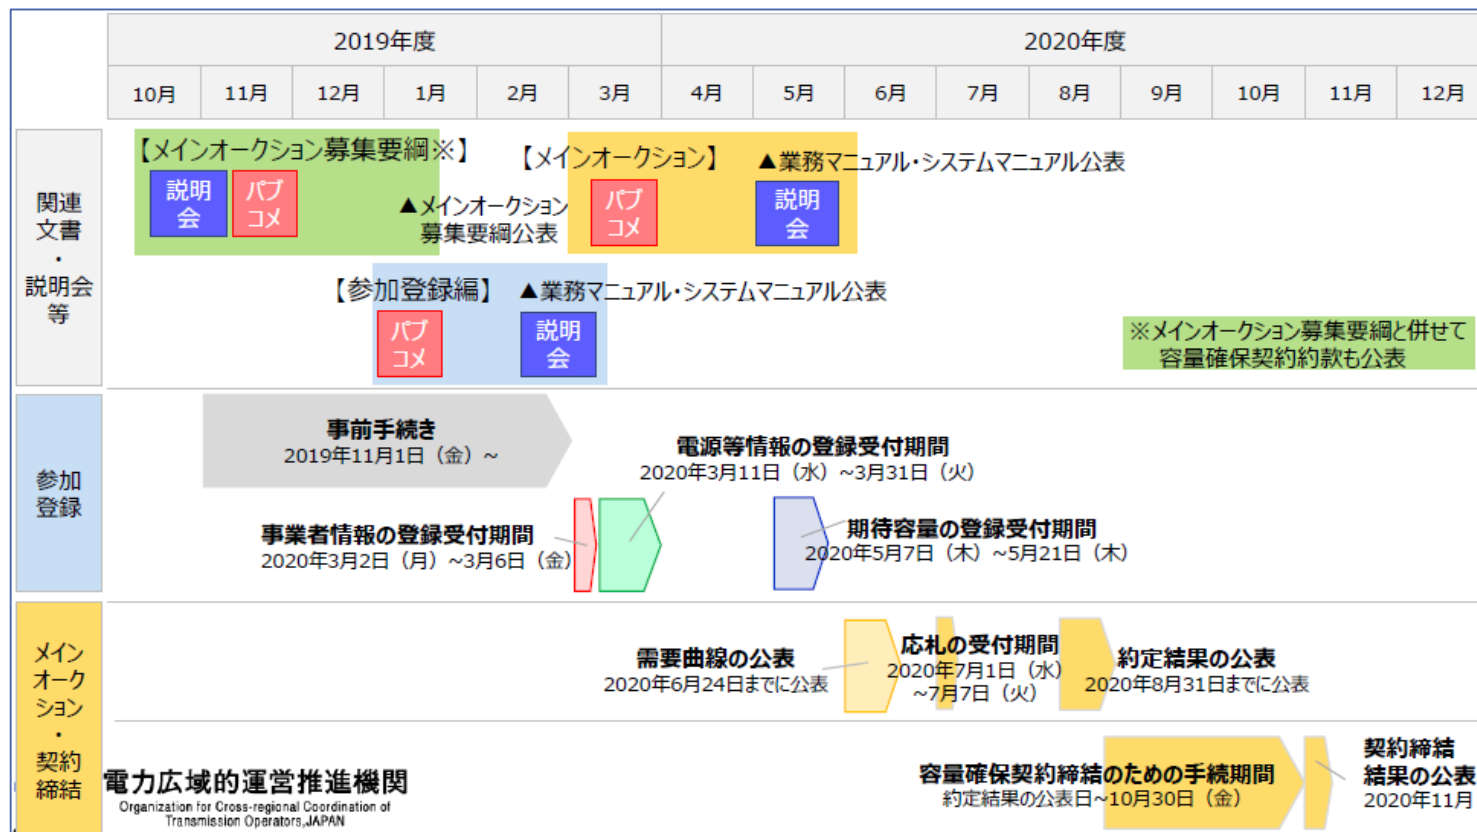 2019年度
2020年度
10月
11月
12月
1月
2月
3月
4月
5月
6月
7月
8月
9月
10月
11月
12月
関連
文書
・
説明会
等
【メインオークション募集要綱※】
説明
会
パブ
コメ
▲メインオークション
募集要綱公表
【メインオークション】
パブ
コメ
▲業務マニュアル・システムマニュアル公表
説明
会
【参加登録編】
パブ
コメ
▲業務マニュアル・システムマニュアル公表
説明
会
※メインオークション募集要綱と併せて
容量確保契約約款も公表
参加
登録
事前手続き
2019年11月1日（金）~
電源等情報の登録受付期間
2020年3月11日（水）~3月31日（火）
事業者情報の登録受付期間
2020年3月2日（月）~3月6日（金）
期待容量の登録受付期間
2020年5月7日（木）~5月21日（木）
メイン
オーク
ション
・
契約
締結
需要曲線の公表
2020年6月24日までに公表
応札の受付期間
2020年7月1日（水）
~7月7日（火）
約定結果の公表
2020年8月31日までに公表
容量確保契約締結のための手続期間
約定結果の公表日~10月30日（金）
契約締結
結果の公表
2020年11月
電力広域的運営推進機関
Organization for Cross-regional Coordination of
Transmission Operators,JAPAN